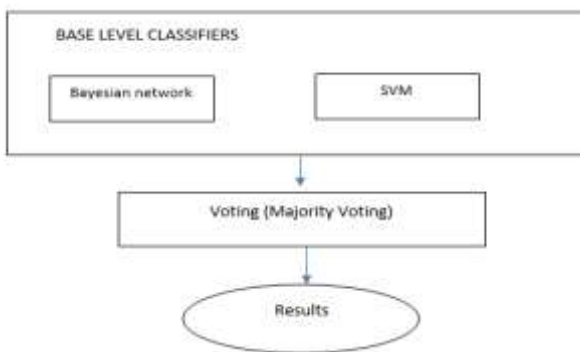 BASE LEVEL CLASSIFIERS
Bayesian network
SVM
Voting (Majority Voting)
Results